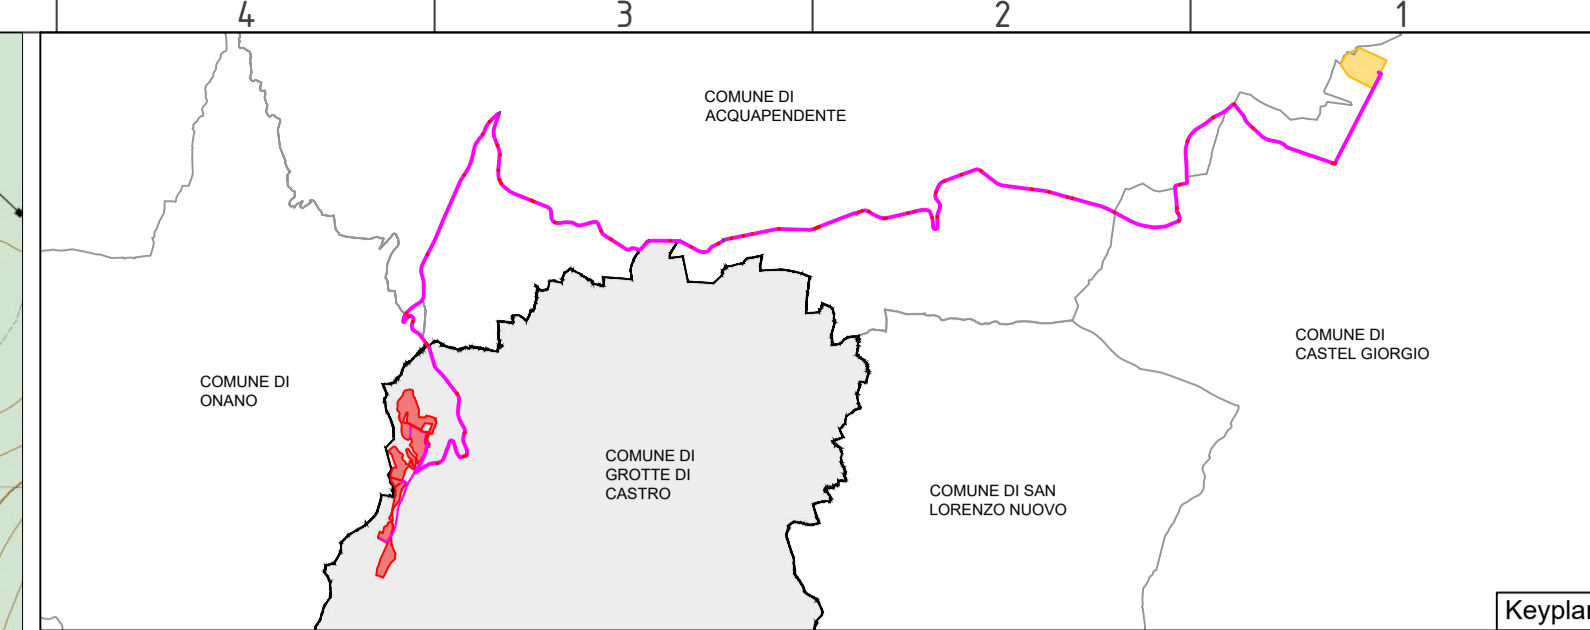 4 3 2 1
COMUNE DI
ACQUAPENDENTE
COMUNE DI
CASTEL GIORGIO
COMUNE DI
ONANO
COMUNE DI
GROTTE DI
CASTRO
COMUNE DI SAN
LORENZO NUOVO
Keyplan